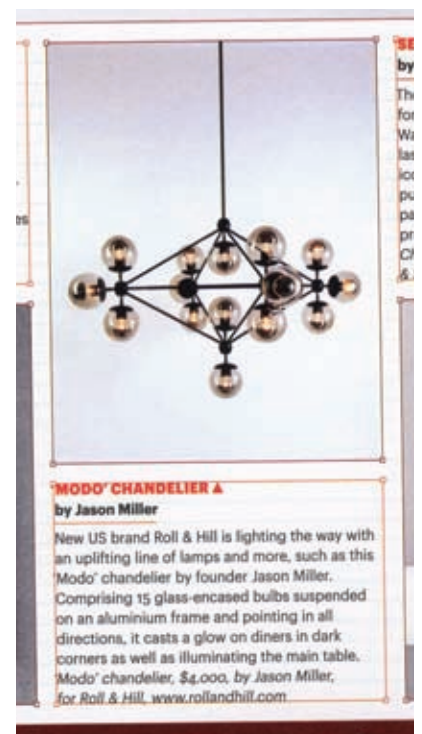 MODO' CHANDELIER ▲
by Jason Miller
New US brand Roll & Hill is lighting the way with
an uplifting line of lamps and more, such as this
'Modo' chandelier by founder Jason Miller.
Comprising 15 glass-encased bulbs suspended
on an aluminium frame and pointing in all
directions, it casts a glow on diners in dark
corners as well as illuminating the main table.
'Modo' chandelier, $4,000, by Jason Miller,
for Roll & Hill, www.rollandhill.com
by